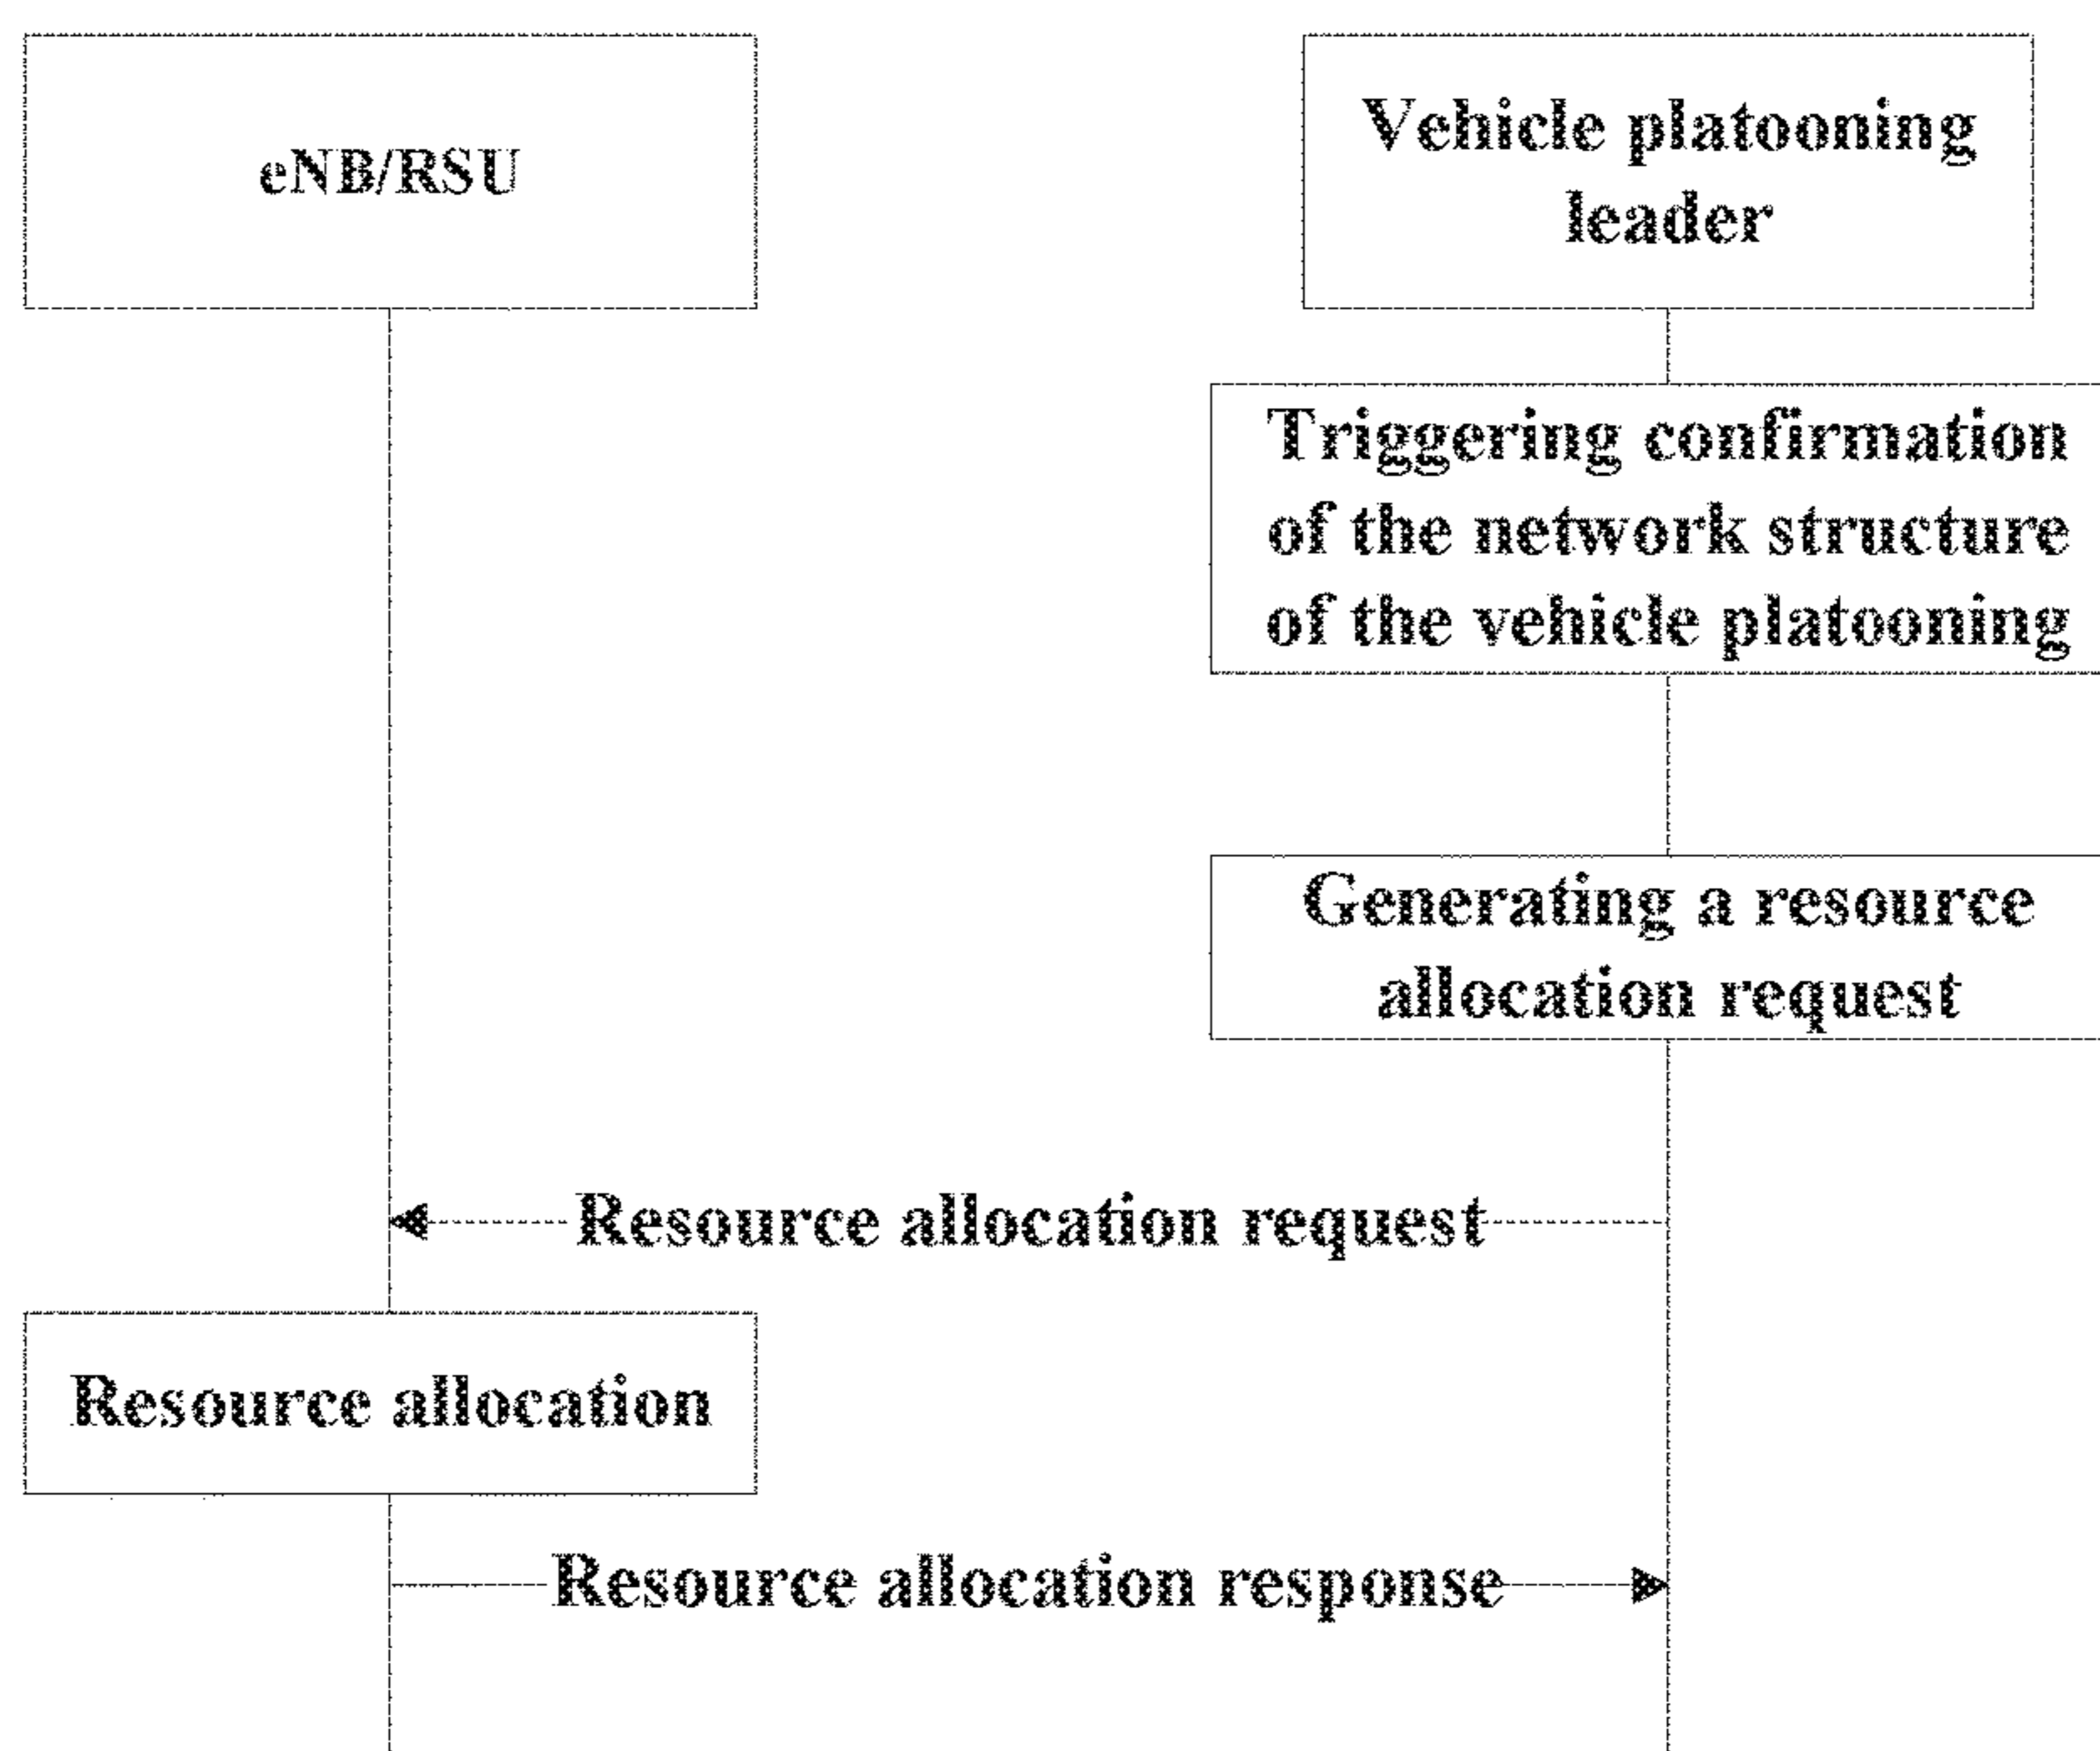 eNB/RSU
Vehicle platooning
leader
Triggering confirmation
of the network structure
of the vehicle platooning
Generating a resource
allocation request
Resource allocation request
Resource allocation
Resource allocation response